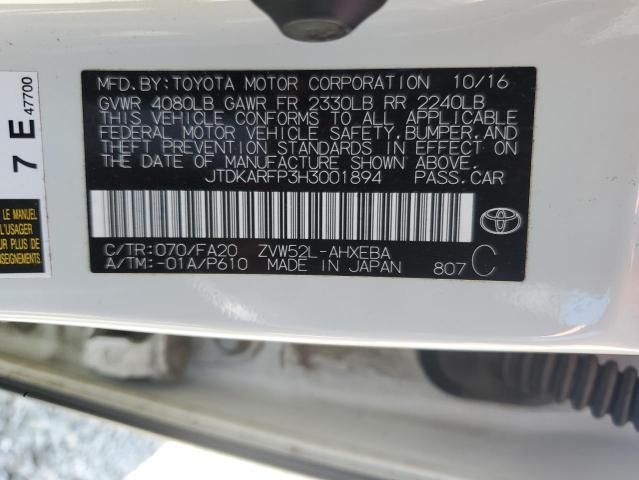 MFD.BY:TOYOTA MOTOR CORPORATION 10/16
GVWR 4080LB GAWR FR 2330LB RR 2240LB
THIS VEHICLE CONFORMS TO ALL APPLICABLE
FEDERAL MOTOR VEHICLE SAFETY,BUMPER,AND
THEFT PREVENTION STANDARDS IN EFFECT ON
THE DATE OF MANUFACTURE SHOWN ABOVE.
JTDKARFP3H3001894 PASS.CAR
C/TR:070/FA20 ZVW52L-AHXEBA
A/TM:-01A/P610 MADE IN JAPAN 807 C
7 E 47700
LE MANUEL
L'USAGER
SAVOIR
SEIGNEMENTS